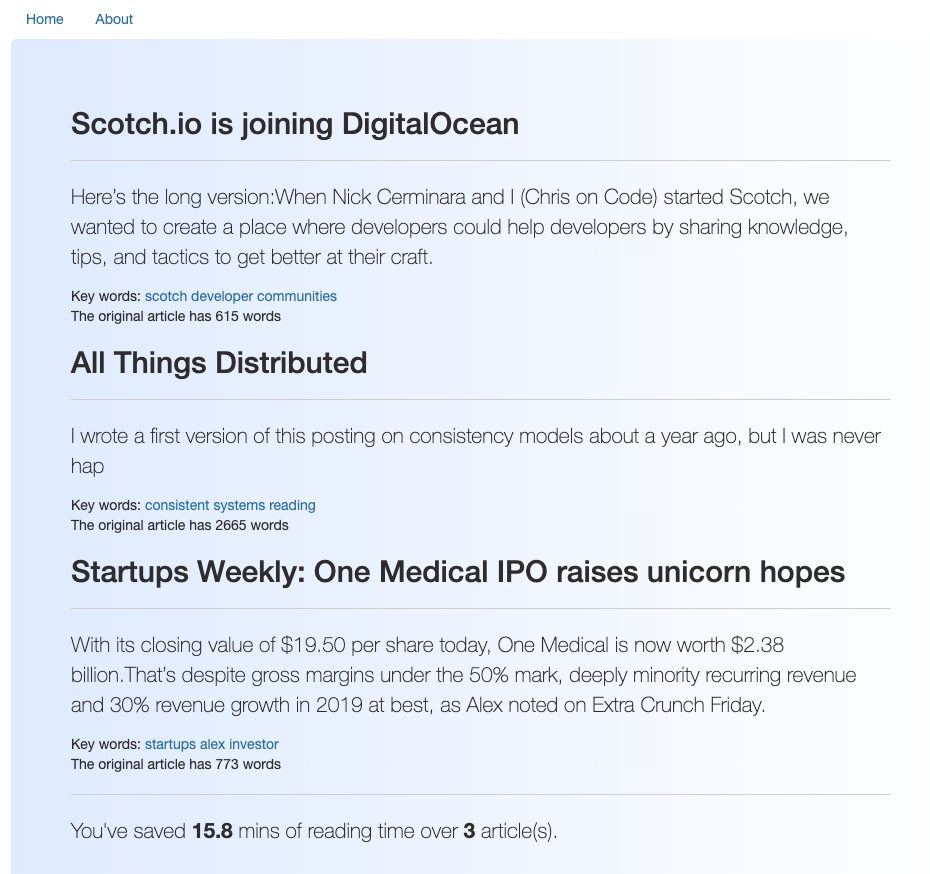 Home About
Scotch.io is joining DigitalOcean
Here's the long version:When Nick Cerminara and I (Chris on Code) started Scotch, we
wanted to create a place where developers could help developers by sharing knowledge,
tips, and tactics to get better at their craft.
Key words: scotch developer communities
The original article has 615 words
All Things Distributed
I wrote a first version of this posting on consistency models about a year ago, but I was never
hap
Key words: consistent systems reading
The original article has 2665 words
Startups Weekly: One Medical IPO raises unicorn hopes
With its closing value of $19.50 per share today, One Medical is now worth $2.38
billion.That's despite gross margins under the 50% mark, deeply minority recurring revenue
and 30% revenue growth in 2019 at best, as Alex noted on Extra Crunch Friday.
Key words: startups alex investor
The original article has 773 words
You've saved 15.8 mins of reading time over 3 article(s).